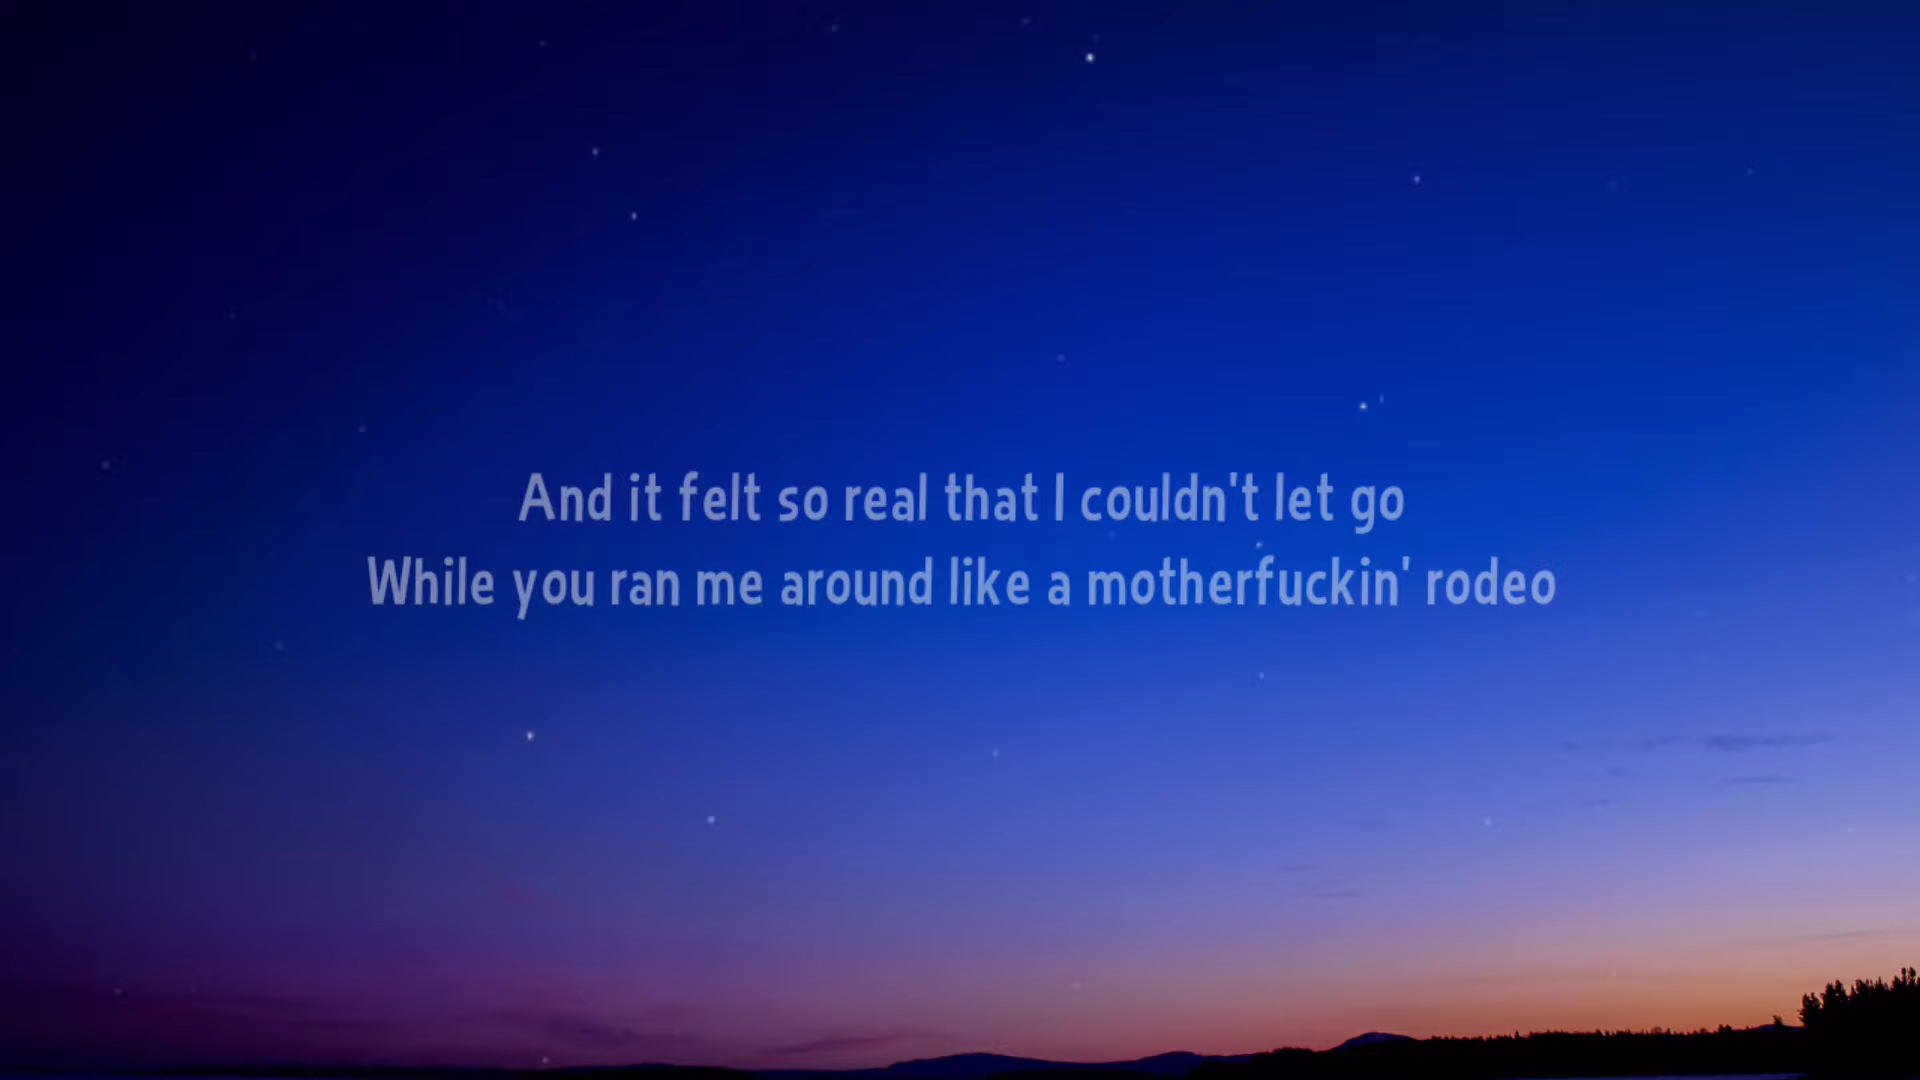 And it felt so real that I couldn't let go
While you ran me around like a motherfuckin' rodeo